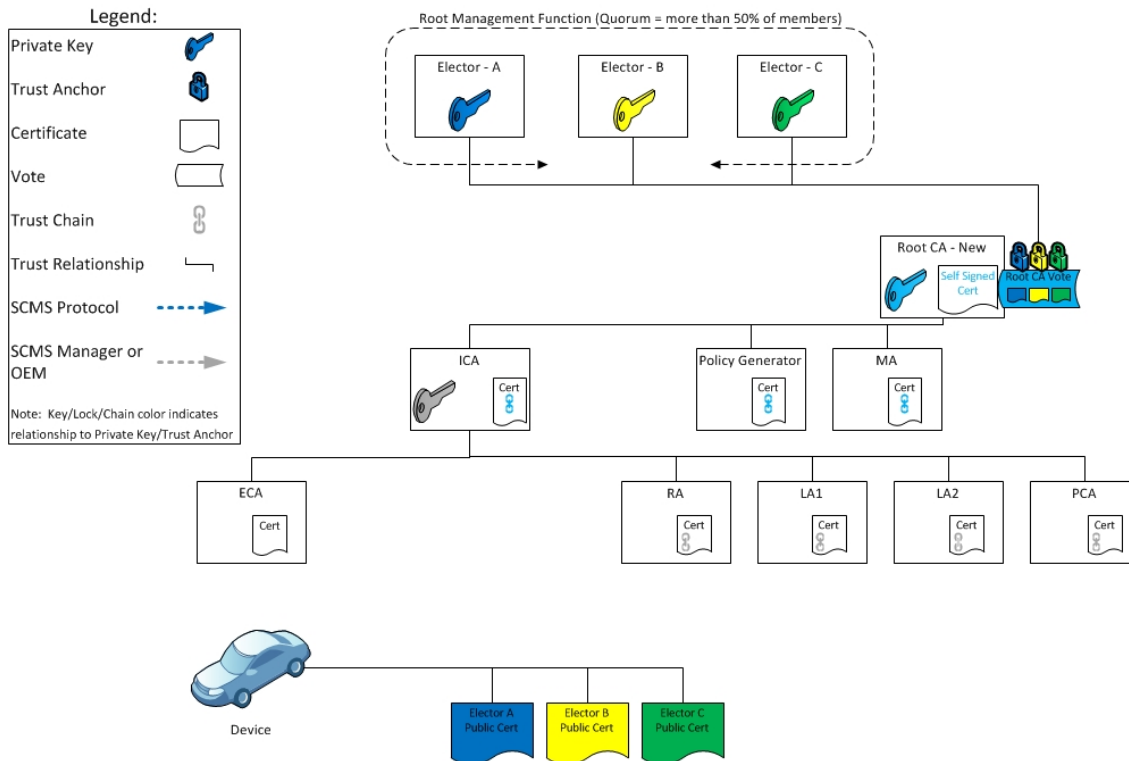 Legend:
Private Key
Trust Anchor
Certificate
Vote
Trust Chain
Trust Relationship
SCMS Protocol
SCMS Manager or
OEM
Note: Key/Lock/Chain color indicates
relationship to Private Key/Trust Anchor
Root Management Function (Quorum = more than 50% of members)
Elector - A
Elector - B
Elector - C
Root CA - New
Self Signed
Cert
Root CA Vote
ICA
Cert
Policy Generator
Cert
MA
Cert
ECA
Cert
RA
Cert
LA1
Cert
LA2
Cert
PCA
Cert
Device
Elector A
Public Cert
Elector B
Public Cert
Elector C
Public Cert